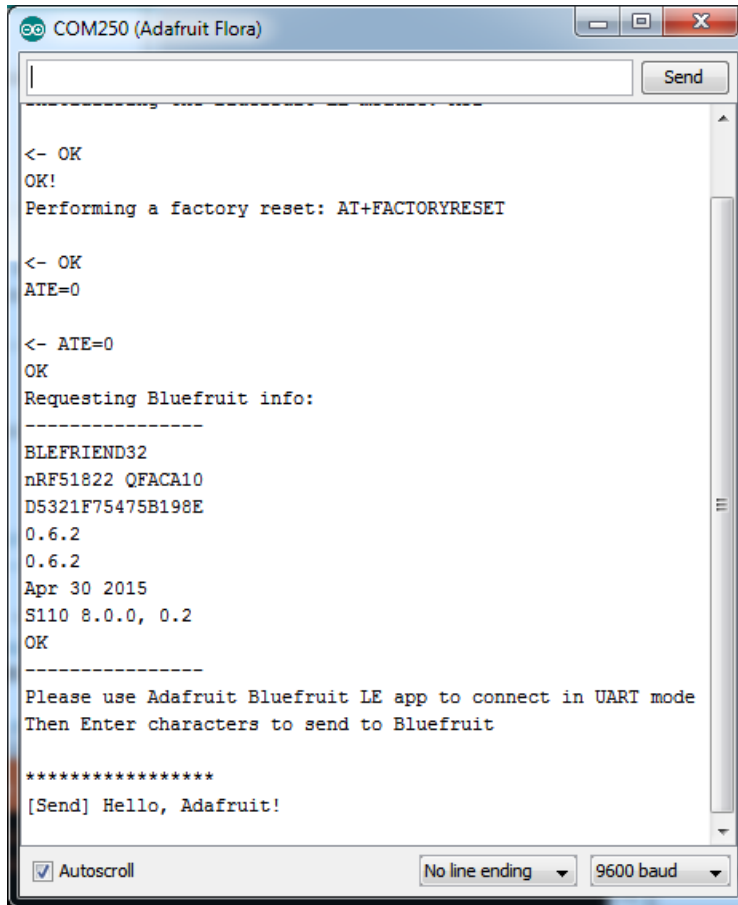 COM250 (Adafruit Flora)
Send
<- OK
OK!
Performing a factory reset: AT+FACTORYRESET
<- OK
ATE=0
<- ATE=0
OK
Requesting Bluefruit info:
----------------
BLEFRIEND32
nRF51822 QFACA10
D5321F75475B198E
0.6.2
0.6.2
Apr 30 2015
S110 8.0.0, 0.2
OK
----------------
Please use Adafruit Bluefruit LE app to connect in UART mode
Then Enter characters to send to Bluefruit
*****************
[Send] Hello, Adafruit!
Autoscroll
No line ending
9600 baud